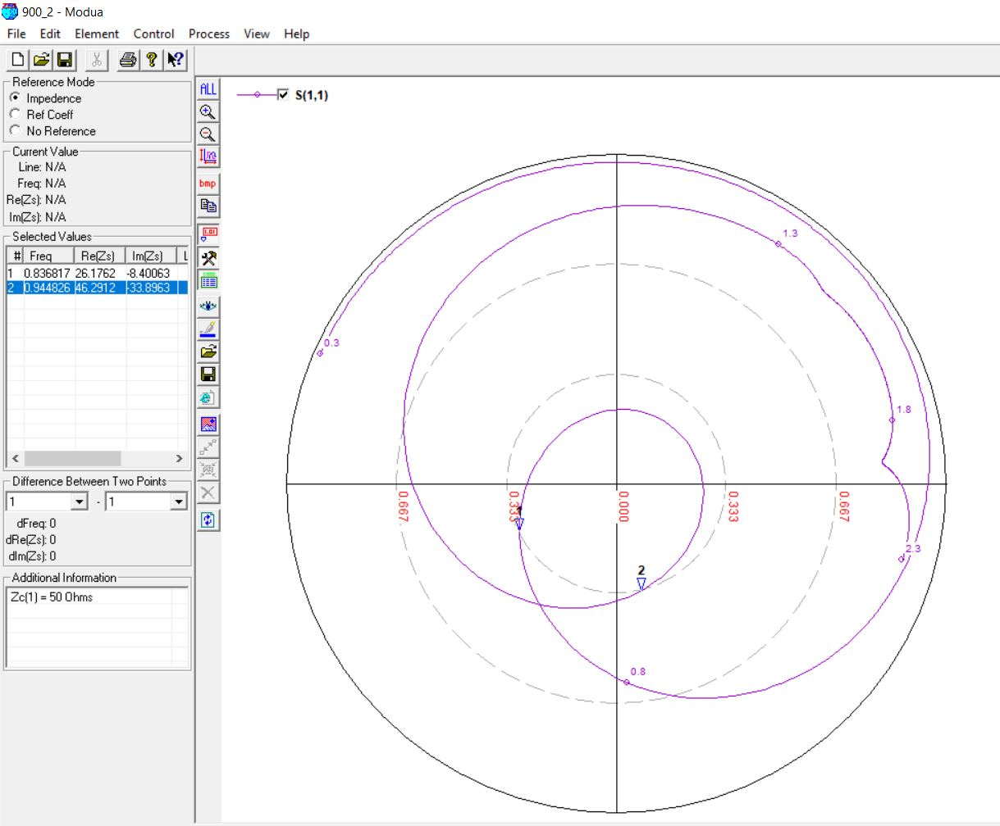 900_2 - Modua
File Edit Element Control Process View Help
Reference Mode
Impedence
Ref Coeff
No Reference
Current Value
Line: N/A
Freq: N/A
Re(Zs): N/A
Im(Zs): N/A
Selected Values
# Freq Re(Zs) Im(Zs) L
1 0.836817 26.1762 -8.40063
2 0.944826 46.2912 -33.8963
Difference Between Two Points
1 - 1
dFreq: 0
dRe(Zs): 0
dIm(Zs): 0
Additional Information
Zc(1) = 50 Ohms
ALL
bmp
1.01
S(1,1)
1.3
0.3
1.8
0.667 0.333 0.000 0.333 0.667
1
2.3
2
0.8